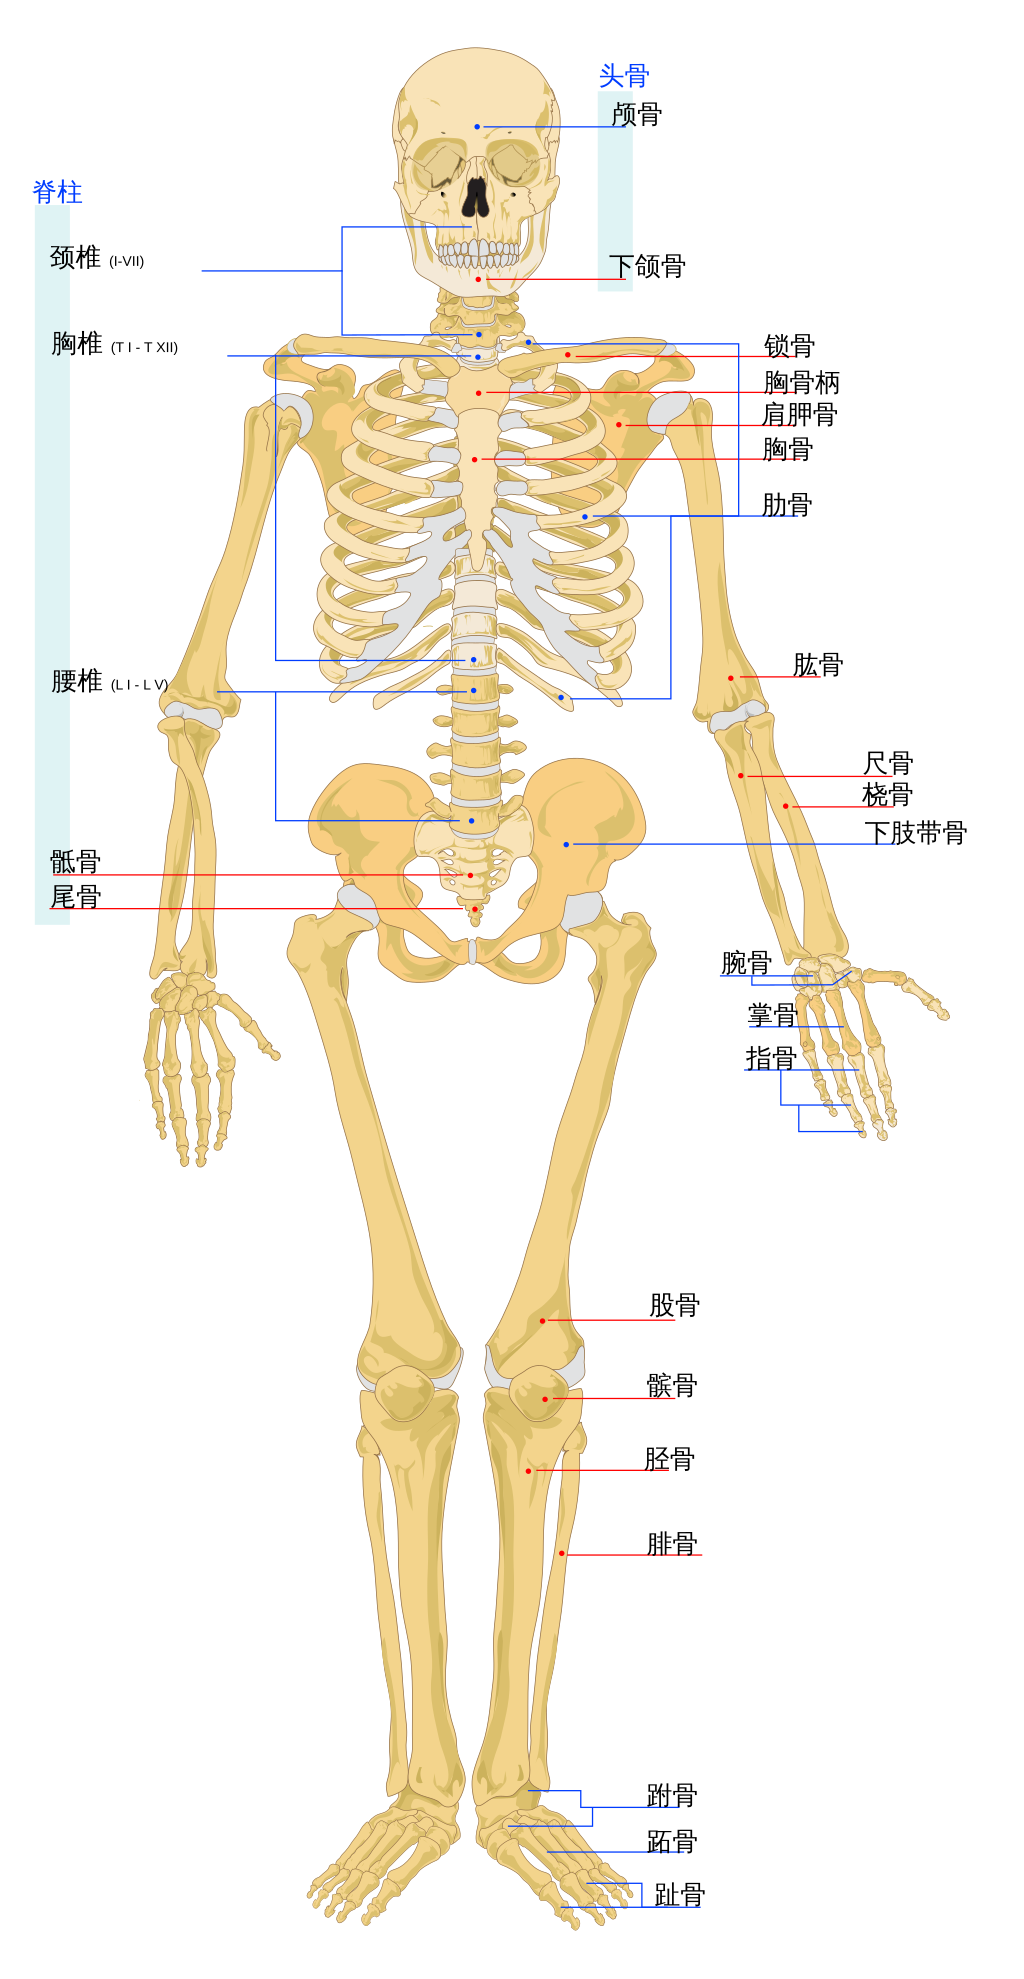 头骨
颅骨
脊柱
颈椎 (I-VII)
下颌骨
胸椎 (T I - T XII)
锁骨
胸骨柄
肩胛骨
胸骨
肋骨
肱骨
腰椎 (L I - L V)
尺骨
桡骨
下肢带骨
骶骨
尾骨
腕骨
掌骨
指骨
股骨
髌骨
胫骨
腓骨
跗骨
跖骨
趾骨